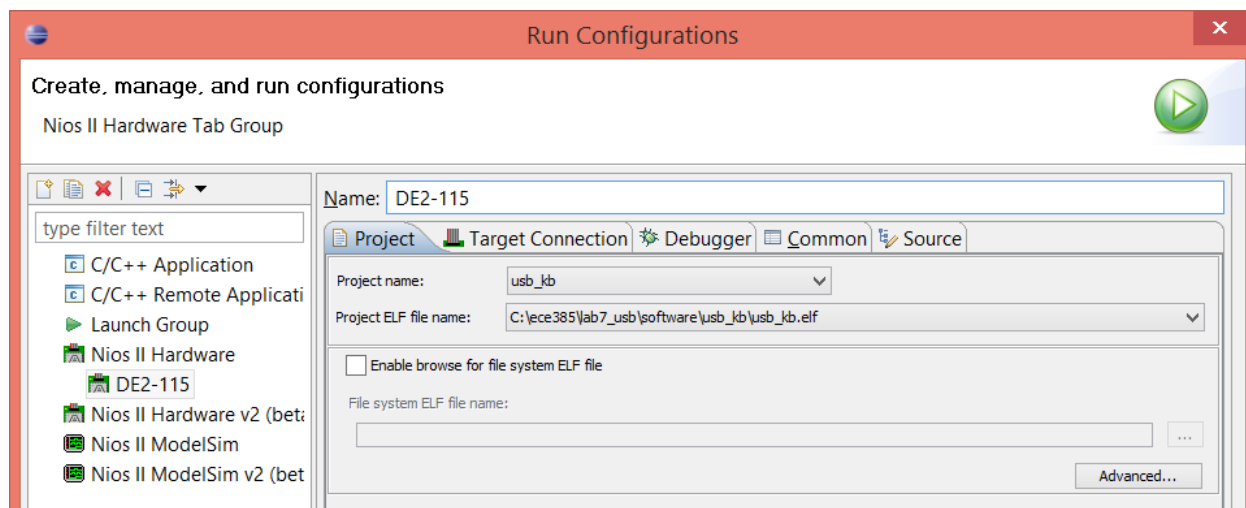 Run Configurations
Create, manage, and run configurations
Nios II Hardware Tab Group
type filter text
C/C++ Application
C/C++ Remote Applicati
Launch Group
Nios II Hardware
DE2-115
Nios II Hardware v2 (beta
Nios II ModelSim
Nios II ModelSim v2 (bet
Name: DE2-115
Project Target Connection Debugger Common Source
Project name: usb_kb
Project ELF file name: C:\ece385\lab7_usb\software\usb_kb\usb_kb.elf
Enable browse for file system ELF file
File system ELF file name:
...
Advanced...